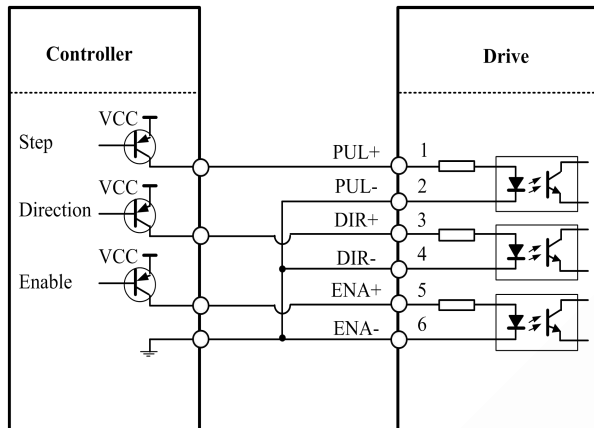 Controller
Drive
VCC
Step
PUL+ 1
PUL- 2
VCC
Direction
DIR+ 3
DIR- 4
VCC
Enable
ENA+ 5
ENA- 6